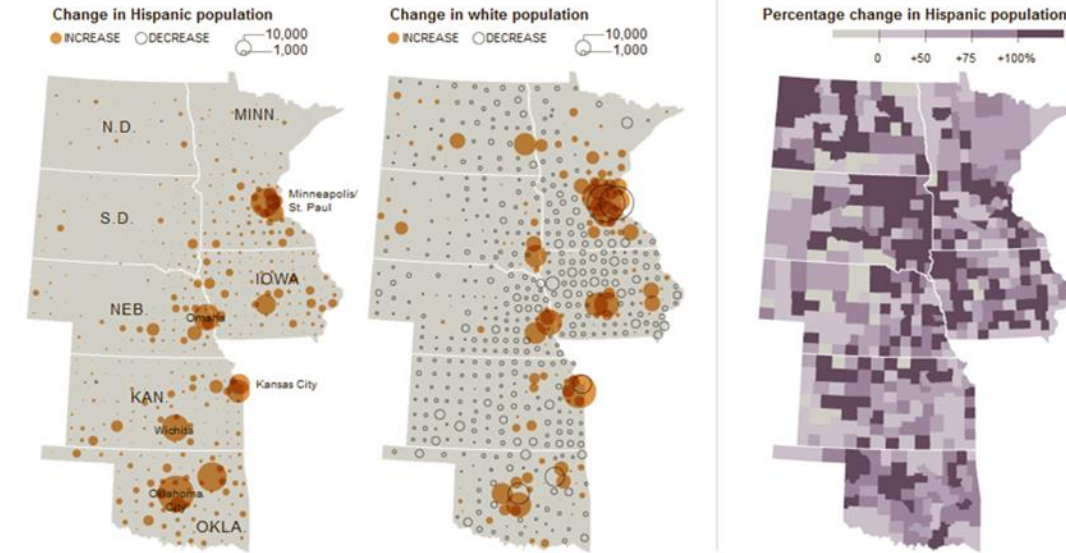 Change in Hispanic population
INCREASE DECREASE 10,000
1,000
Change in white population
INCREASE DECREASE 10,000
1,000
Percentage change in Hispanic population
0 +50 +75 +100%
N.D.
MINN.
Minneapolis/
St. Paul
S.D.
IOWA
NEB.
Omaha
Kansas City
KAN.
Wichita
Oklahoma
City
OKLA.